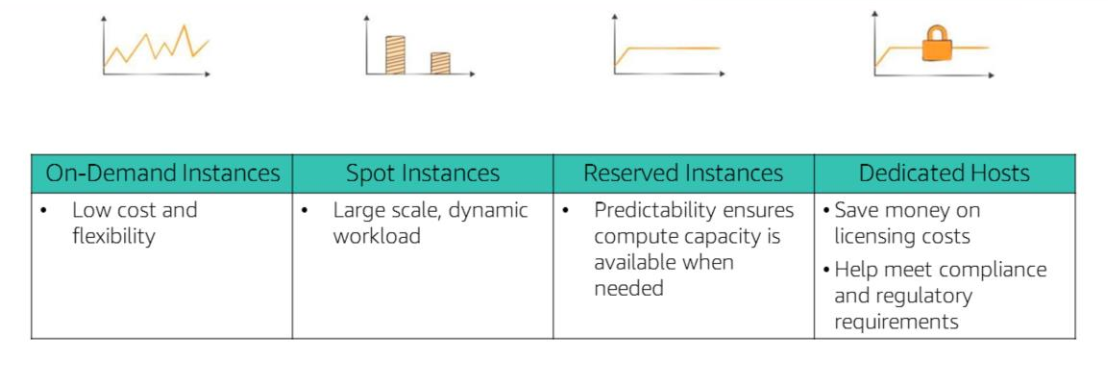 On-Demand Instances
Spot Instances
Reserved Instances
Dedicated Hosts
• Low cost and
flexibility
• Large scale, dynamic
workload
• Predictability ensures
compute capacity is
available when
needed
• Save money on
licensing costs
• Help meet compliance
and regulatory
requirements